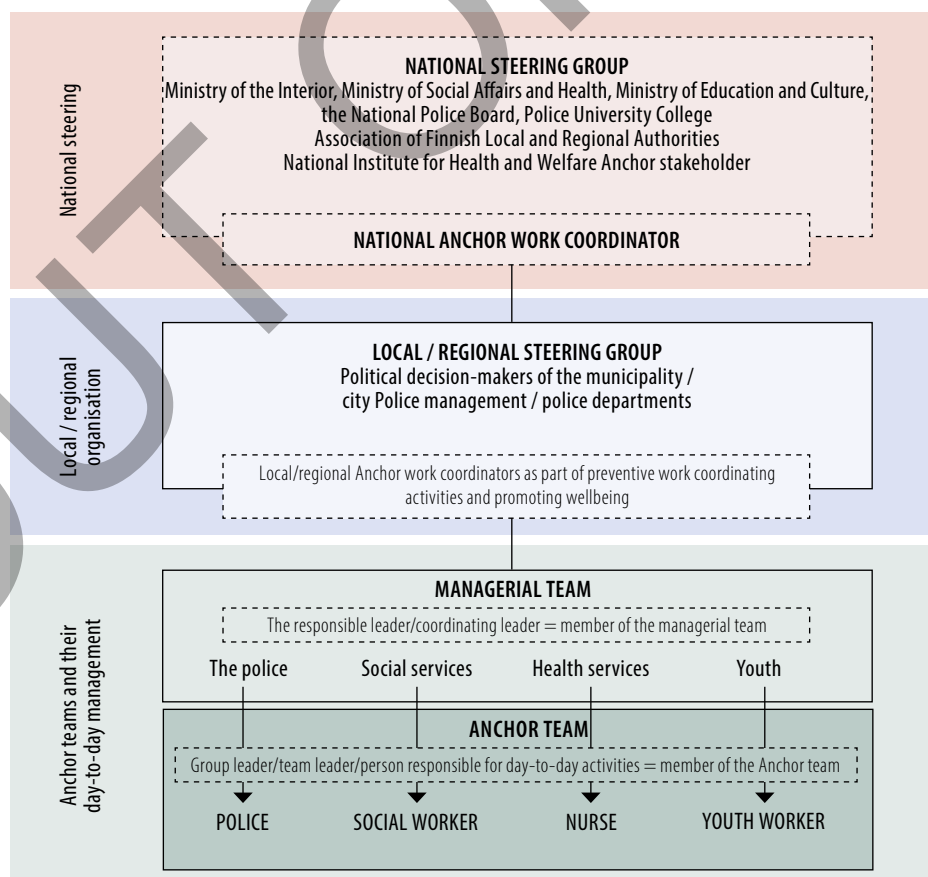 National steering
NATIONAL STEERING GROUP
Ministry of the Interior, Ministry of Social Affairs and Health, Ministry of Education and Culture,
the National Police Board, Police University College
Association of Finnish Local and Regional Authorities
National Institute for Health and Welfare Anchor stakeholder
NATIONAL ANCHOR WORK COORDINATOR
Local / regional
organisation
LOCAL / REGIONAL STEERING GROUP
Political decision-makers of the municipality /
city Police management / police departments
Local/regional Anchor work coordinators as part of preventive work coordinating
activities and promoting wellbeing
Anchor teams and their
day-to-day management
MANAGERIAL TEAM
The responsible leader/coordinating leader = member of the managerial team
The police Social services Health services Youth
ANCHOR TEAM
Group leader/team leader/person responsible for day-to-day activities = member of the Anchor team
POLICE SOCIAL WORKER NURSE YOUTH WORKER